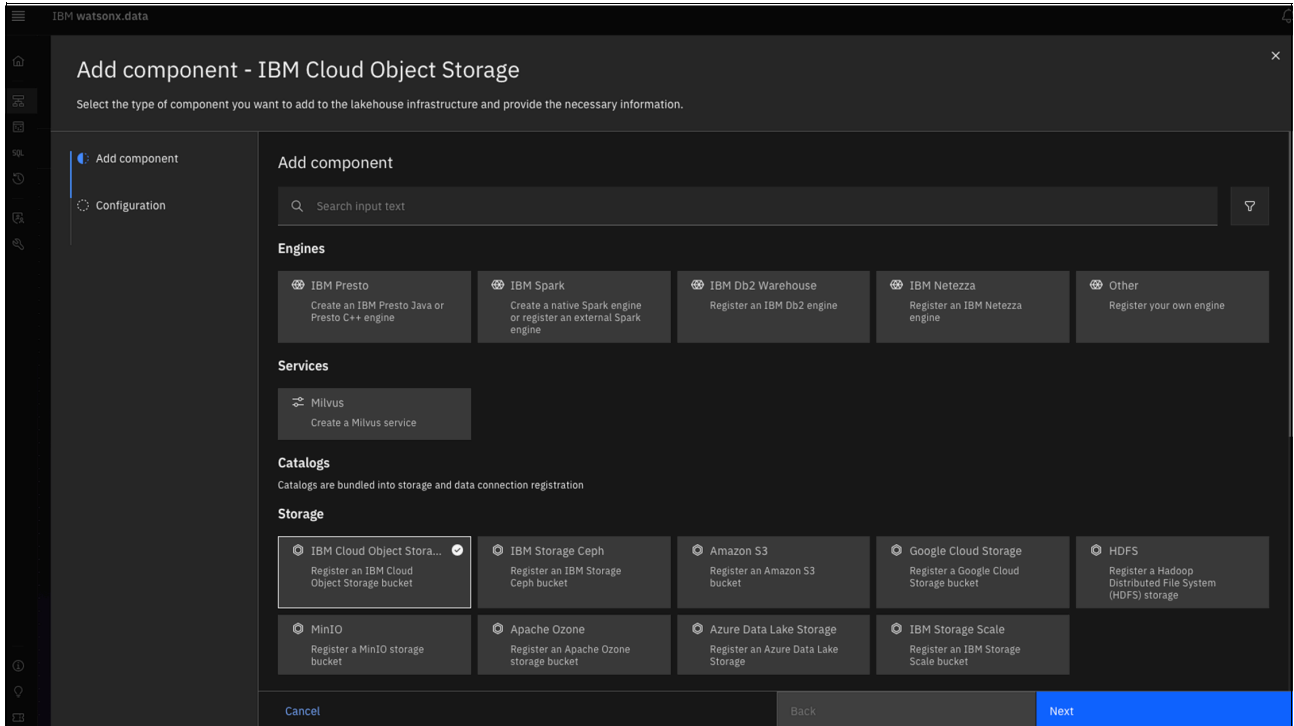 IBM watsonx.data
Add component - IBM Cloud Object Storage
Select the type of component you want to add to the lakehouse infrastructure and provide the necessary information.
SQL
Add component
Configuration
Add component
Search input text
Engines
IBM Presto
Create an IBM Presto Java or
Presto C++ engine
IBM Spark
Create a native Spark engine
or register an external Spark
engine
IBM Db2 Warehouse
Register an IBM Db2 engine
IBM Netezza
Register an IBM Netezza
engine
Other
Register your own engine
Services
Milvus
Create a Milvus service
Catalogs
Catalogs are bundled into storage and data connection registration
Storage
IBM Cloud Object Stora...
Register an IBM Cloud
Object Storage bucket
IBM Storage Ceph
Register an IBM Storage
Ceph bucket
Amazon S3
Register an Amazon S3
bucket
Google Cloud Storage
Register a Google Cloud
Storage bucket
HDFS
Register a Hadoop
Distributed File System
(HDFS) storage
MinIO
Register a MinIO storage
bucket
Apache Ozone
Register an Apache Ozone
storage bucket
Azure Data Lake Storage
Register an Azure Data Lake
Storage
IBM Storage Scale
Register an IBM Storage
Scale bucket
Cancel
Back
Next